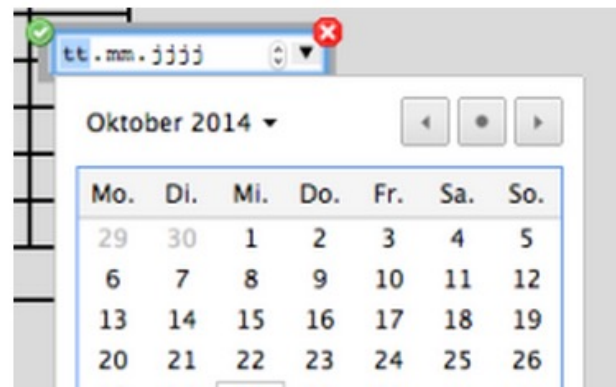 tt.mm.jjjj
Oktober 2014
Mo. Di. Mi. Do. Fr. Sa. So.
29 30 1 2 3 4 5
6 7 8 9 10 11 12
13 14 15 16 17 18 19
20 21 22 23 24 25 26